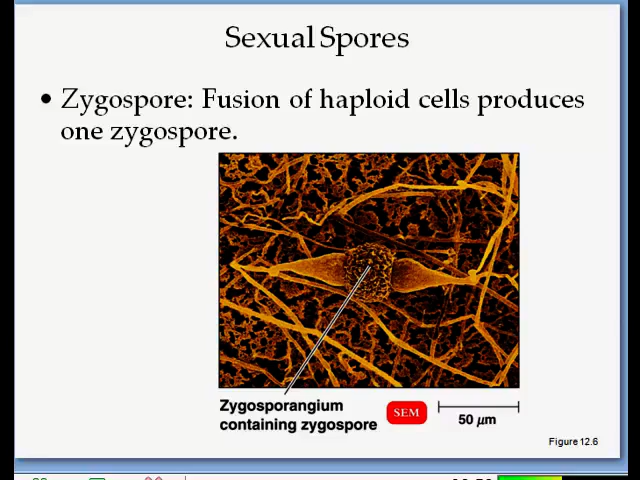 Sexual Spores
• Zygospore: Fusion of haploid cells produces
one zygospore.
Zygosporangium
containing zygospore
SEM
50 µm
Figure 12.6